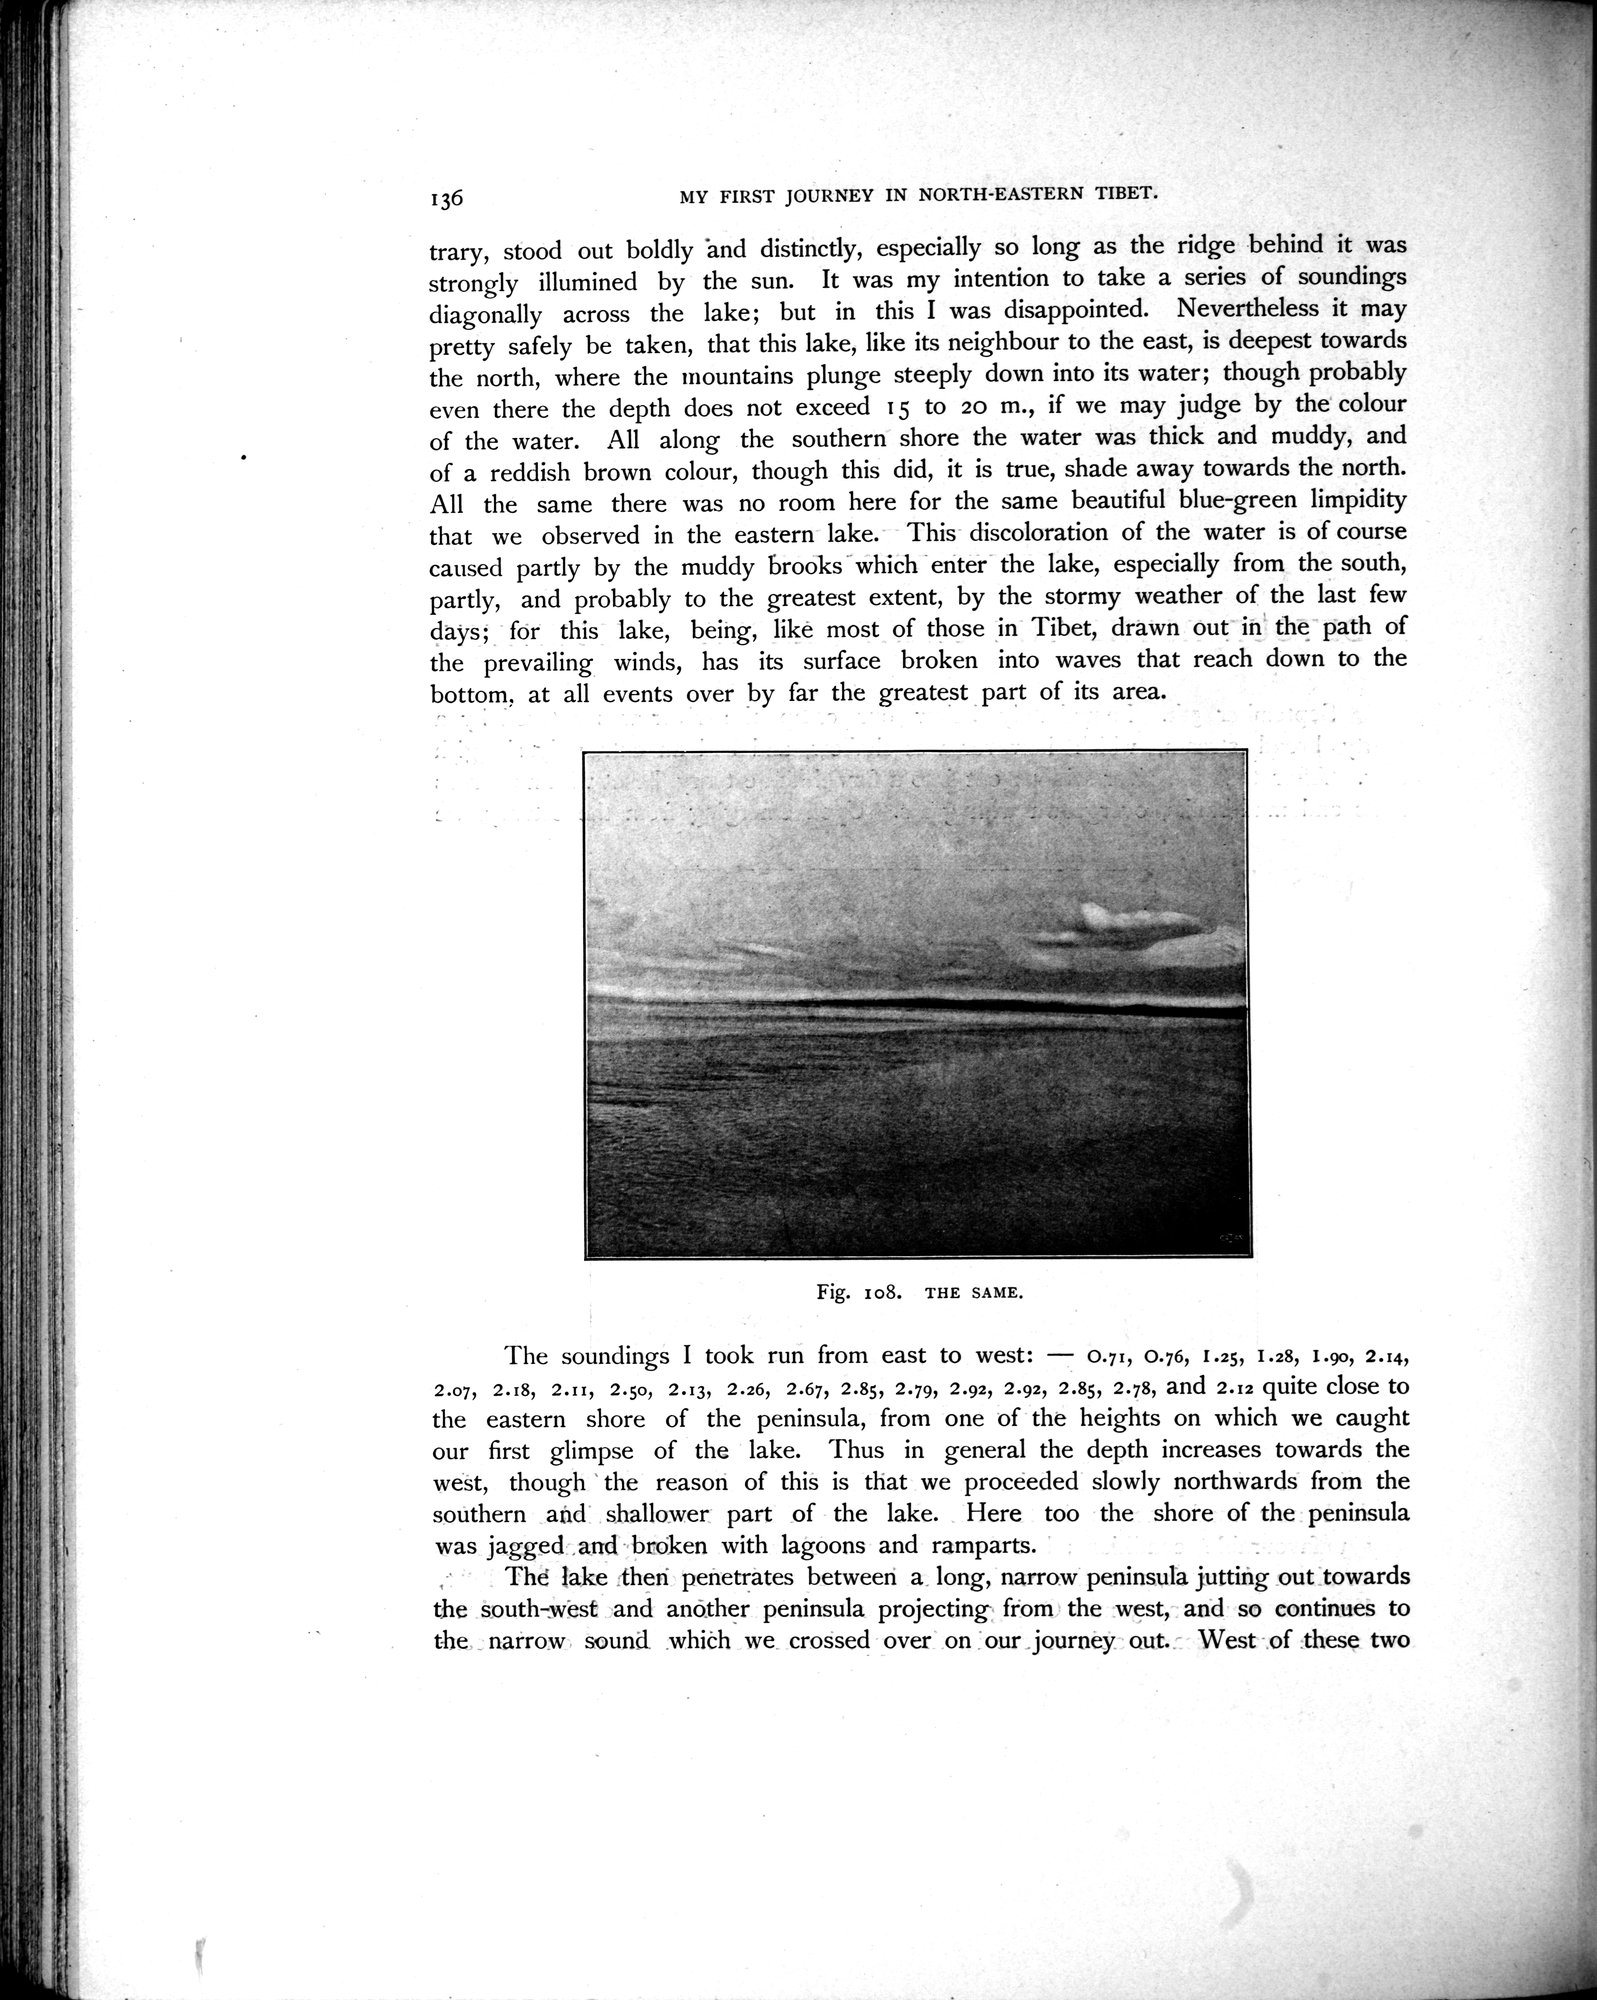 136
MY FIRST JOURNEY IN NORTH-EASTERN TIBET.
trary, stood out boldly and distinctly, especially so long as the ridge behind it was
strongly illumined by the sun. It was my intention to take a series of soundings
diagonally across the lake; but in this I was disappointed. Nevertheless it may
pretty safely be taken, that this lake, like its neighbour to the east, is deepest towards
the north, where the mountains plunge steeply down into its water; though probably
even there the depth does not exceed 15 to 20 m., if we may judge by the colour
of the water. All along the southern shore the water was thick and muddy, and
of a reddish brown colour, though this did, it is true, shade away towards the north.
All the same there was no room here for the same beautiful blue-green limpidity
that we observed in the eastern lake. This discoloration of the water is of course
caused partly by the muddy brooks which enter the lake, especially from the south,
partly, and probably to the greatest extent, by the stormy weather of the last few
days; for this lake, being, like most of those in Tibet, drawn out in the path of
the prevailing winds, has its surface broken into waves that reach down to the
bottom, at all events over by far the greatest part of its area.
Fig. 108. THE SAME.
The soundings I took run from east to west: — 0.71, 0.76, 1.25, 1.28, 1.90, 2.14,
2.07, 2.18, 2.11, 2.50, 2.13, 2.26, 2.67, 2.85, 2.79, 2.92, 2.92, 2.85, 2.78, and 2.12 quite close to
the eastern shore of the peninsula, from one of the heights on which we caught
our first glimpse of the lake. Thus in general the depth increases towards the
west, though the reason of this is that we proceeded slowly northwards from the
southern and shallower part of the lake. Here too the shore of the peninsula
was jagged and broken with lagoons and ramparts.
The lake then penetrates between a long, narrow peninsula jutting out towards
the south-west and another peninsula projecting from the west, and so continues to
the narrow sound which we crossed over on our journey out. West of these two